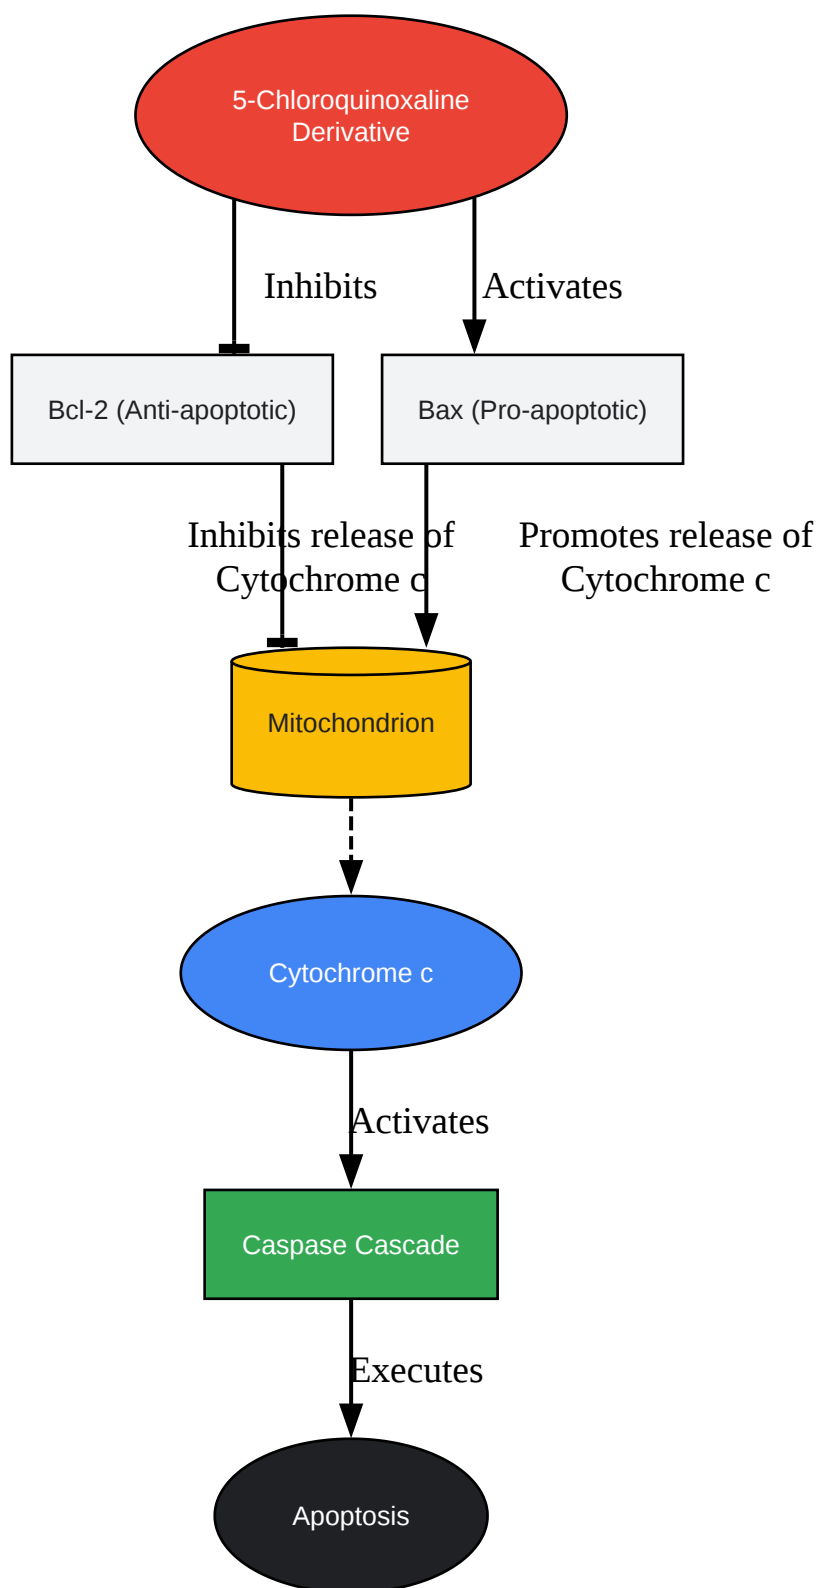 5-Chloroquinoxaline
Derivative
Inhibits
Activates
Bcl-2 (Anti-apoptotic)
Bax (Pro-apoptotic)
Inhibits release of
Cytochrome c
Promotes release of
Cytochrome c
Mitochondrion
Cytochrome c
Activates
Caspase Cascade
Executes
Apoptosis